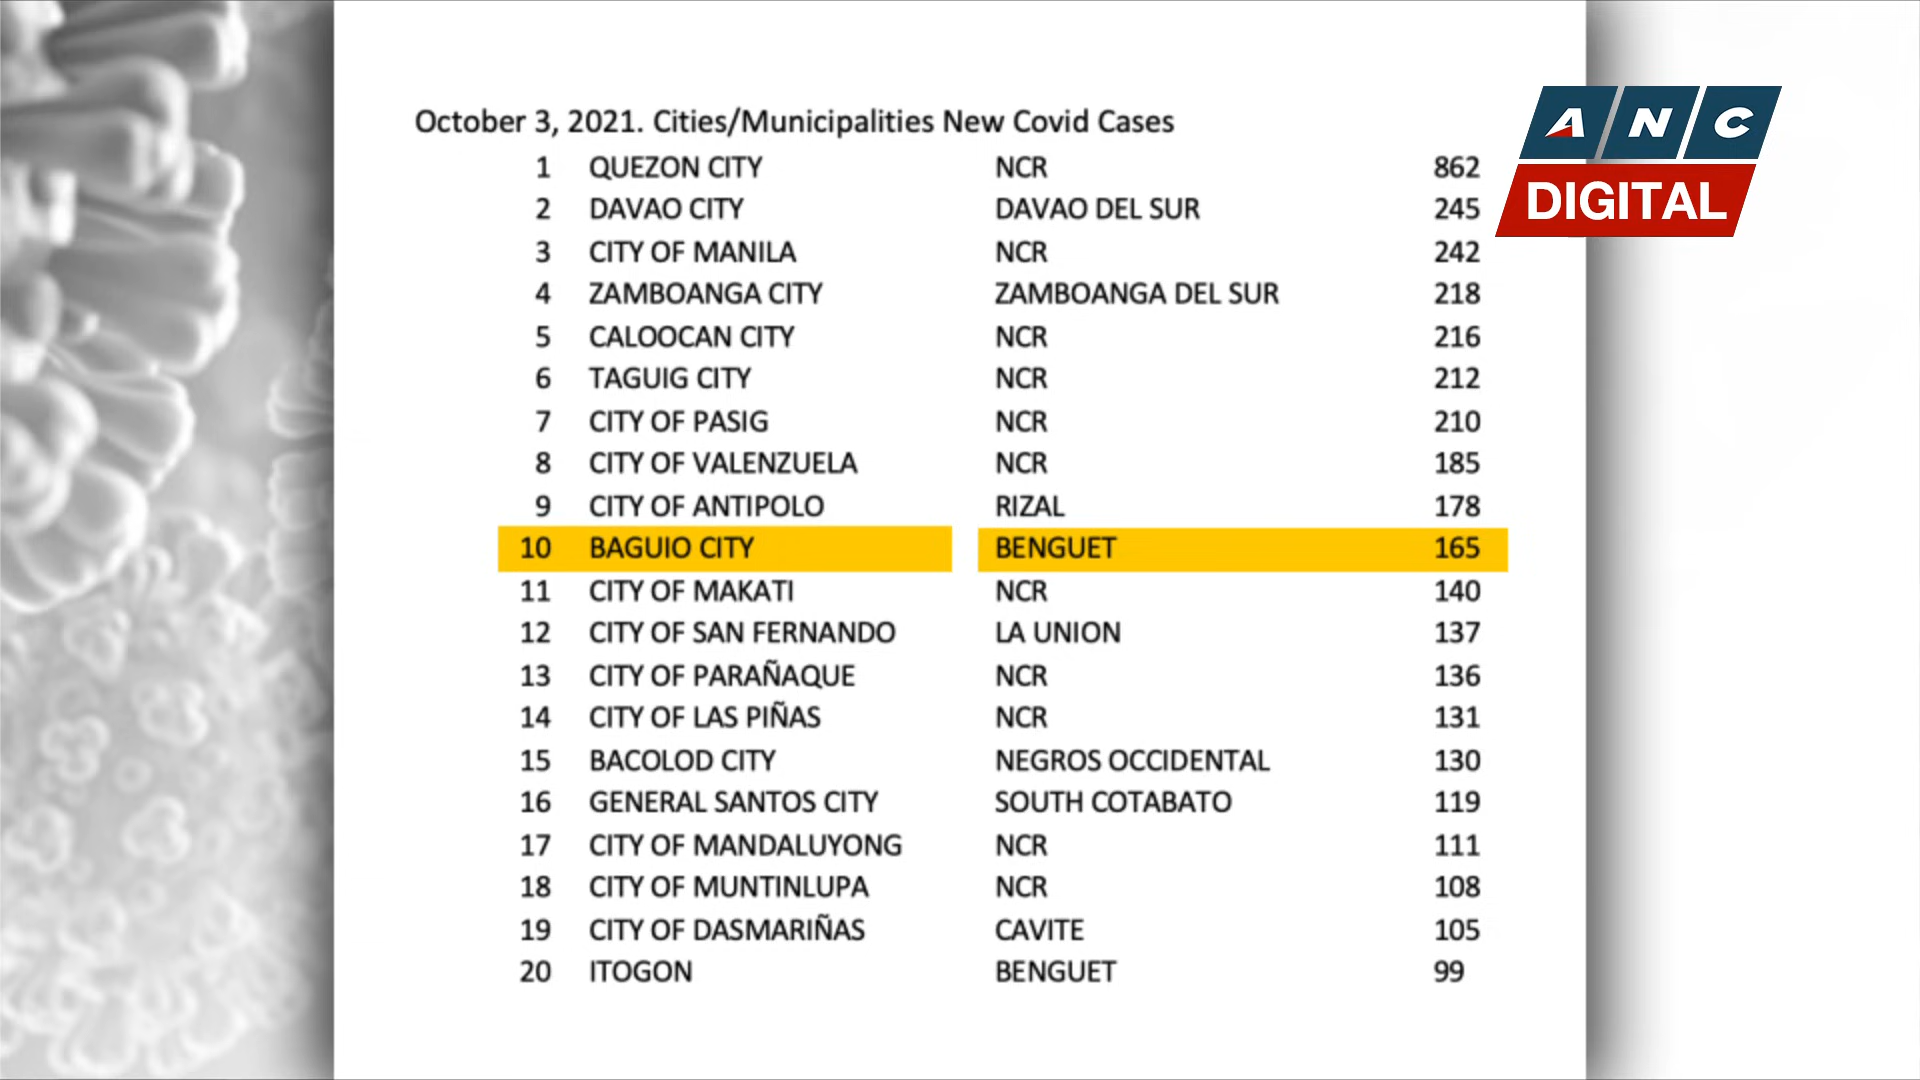 ANC
DIGITAL
October 3, 2021. Cities/Municipalities New Covid Cases
1 QUEZON CITY NCR 862
2 DAVAO CITY DAVAO DEL SUR 245
3 CITY OF MANILA NCR 242
4 ZAMBOANGA CITY ZAMBOANGA DEL SUR 218
5 CALOOCAN CITY NCR 216
6 TAGUIG CITY NCR 212
7 CITY OF PASIG NCR 210
8 CITY OF VALENZUELA NCR 185
9 CITY OF ANTIPOLO RIZAL 178
10 BAGUIO CITY BENGUET 165
11 CITY OF MAKATI NCR 140
12 CITY OF SAN FERNANDO LA UNION 137
13 CITY OF PARAÑAQUE NCR 136
14 CITY OF LAS PIÑAS NCR 131
15 BACOLOD CITY NEGROS OCCIDENTAL 130
16 GENERAL SANTOS CITY SOUTH COTABATO 119
17 CITY OF MANDALUYONG NCR 111
18 CITY OF MUNTINLUPA NCR 108
19 CITY OF DASMARIÑAS CAVITE 105
20 ITOGON BENGUET 99